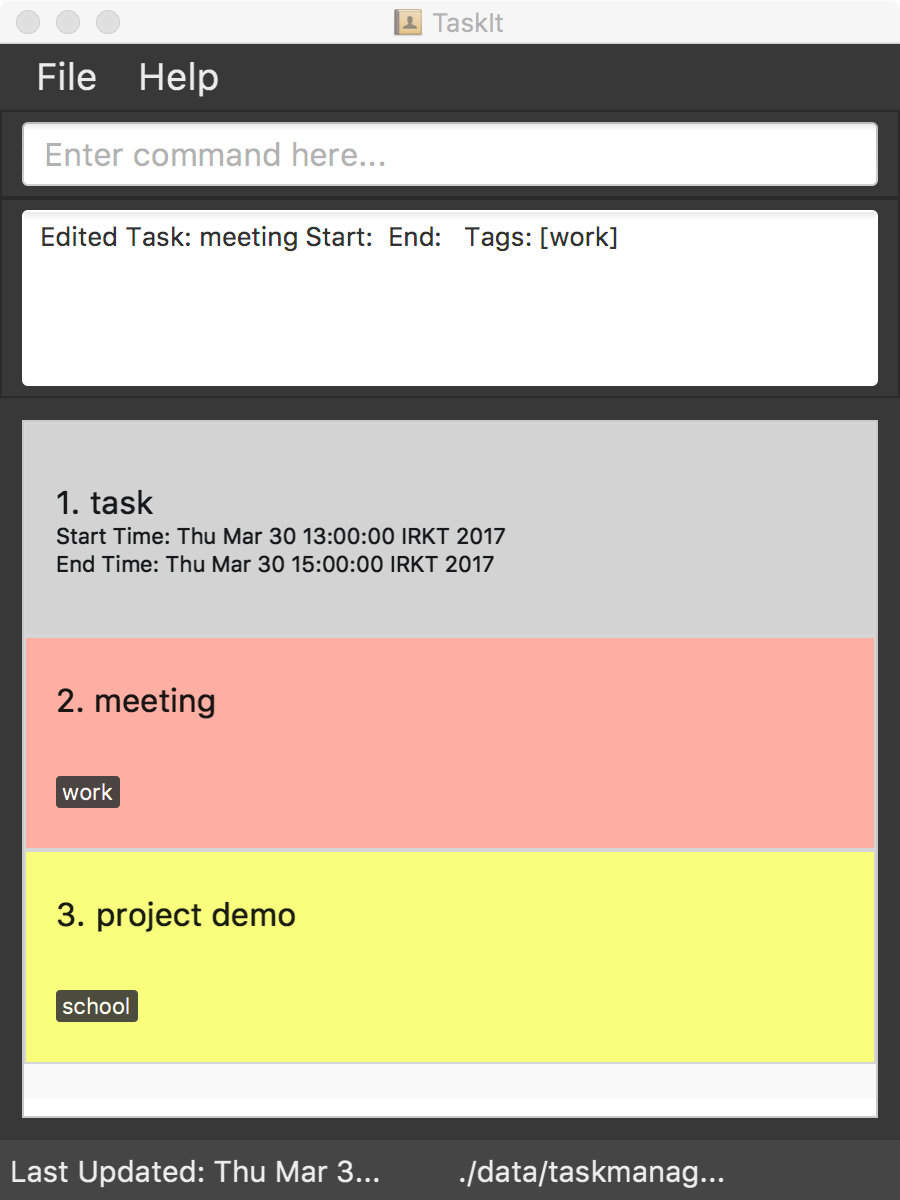 TaskIt
File Help
Enter command here...
Edited Task: meeting Start:  End:   Tags: [work]
1. task
Start Time: Thu Mar 30 13:00:00 IRKT 2017
End Time: Thu Mar 30 15:00:00 IRKT 2017
2. meeting
work
3. project demo
school
Last Updated: Thu Mar 3... ./data/taskmanag...